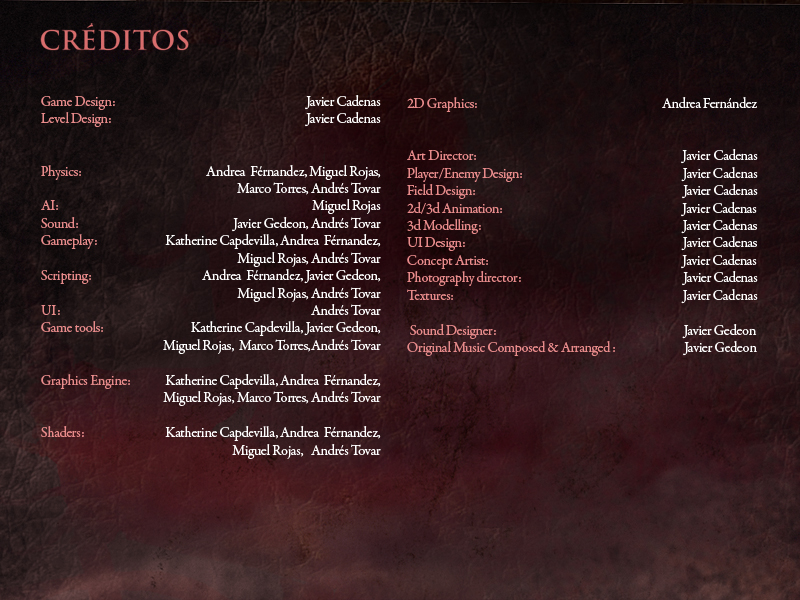 CRÉDITOS
Game Design: Javier Cadenas
Level Design: Javier Cadenas
Physics: Andrea Férnandez, Miguel Rojas,
Marco Torres, Andrés Tovar
AI: Miguel Rojas
Sound: Javier Gedeon, Andrés Tovar
Gameplay: Katherine Capdevilla, Andrea Férnandez,
Miguel Rojas, Andrés Tovar
Scripting: Andrea Férnandez, Javier Gedeon,
Miguel Rojas, Andrés Tovar
UI: Andrés Tovar
Game tools: Katherine Capdevilla, Javier Gedeon,
Miguel Rojas, Marco Torres,Andrés Tovar
Graphics Engine: Katherine Capdevilla, Andrea Férnandez,
Miguel Rojas, Marco Torres, Andrés Tovar
Shaders: Katherine Capdevilla, Andrea Férnandez,
Miguel Rojas, Andrés Tovar
2D Graphics: Andrea Fernández
Art Director: Javier Cadenas
Player/Enemy Design: Javier Cadenas
Field Design: Javier Cadenas
2d/3d Animation: Javier Cadenas
3d Modelling: Javier Cadenas
UI Design: Javier Cadenas
Concept Artist: Javier Cadenas
Photography director: Javier Cadenas
Textures: Javier Cadenas
Sound Designer: Javier Gedeon
Original Music Composed & Arranged : Javier Gedeon